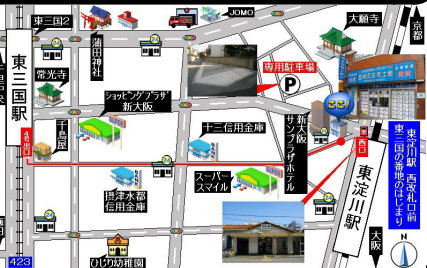 東三国2
JOMO
大願寺
京都
蒲田神社
専用駐車場
P
東三国駅
常光寺
ショッピングプラザ
新大阪
ここ!
千鳥屋
十三信用金庫
新大阪
サンプラザホテル
西口
東淀川駅 西改札口前
東三国の番地のはじまり
4番出口
東淀川駅
摂津水都
信用金庫
スーパー
スマイル
大阪
ひじり幼稚園
423
N